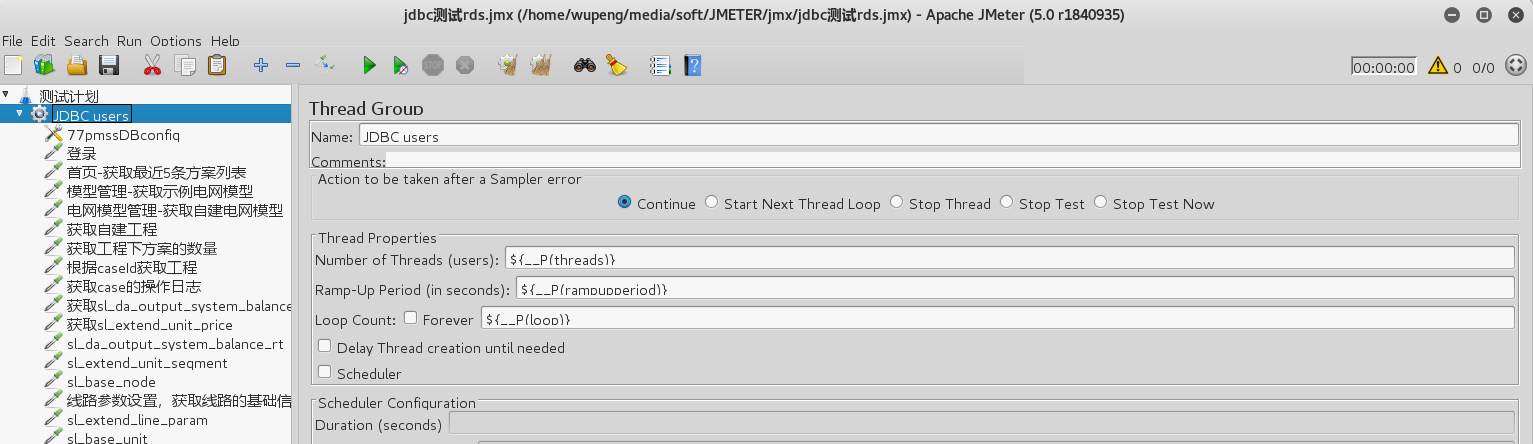 jdbc测试rds.jmx (/home/wupeng/media/soft/JMETER/jmx/jdbc测试rds.jmx) - Apache JMeter (5.0 r1840935)
File Edit Search Run Options Help
STOP
00:00:00 0 0/0
测试计划
JDBC users
77pmssDBconfig
登录
首页-获取最近5条方案列表
模型管理-获取示例电网模型
电网模型管理-获取自建电网模型
获取自建工程
获取工程下方案的数量
根据caseId获取工程
获取case的操作日志
获取sl_da_output_system_balance
获取sl_extend_unit_price
sl_da_output_system_balance_rt
sl_extend_unit_segment
sl_base_node
线路参数设置，获取线路的基础信
sl_extend_line_param
sl_base_unit
Thread Group
Name: JDBC users
Comments:
Action to be taken after a Sampler error
Continue Start Next Thread Loop Stop Thread Stop Test Stop Test Now
Thread Properties
Number of Threads (users): ${__P(threads)}
Ramp-Up Period (in seconds): ${__P(rampupperiod)}
Loop Count: Forever ${__P(loop)}
Delay Thread creation until needed
Scheduler
Scheduler Configuration
Duration (seconds)